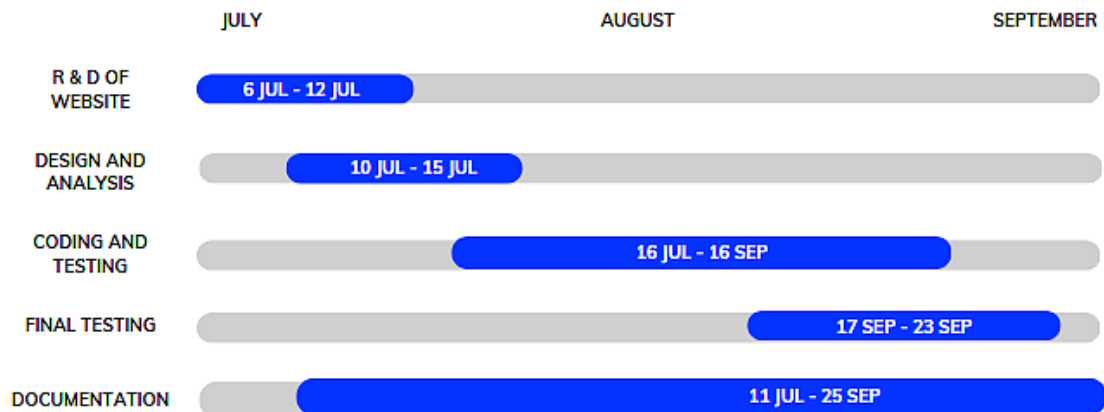 JULY AUGUST SEPTEMBER
R & D OF
WEBSITE
6 JUL - 12 JUL
DESIGN AND
ANALYSIS
10 JUL - 15 JUL
CODING AND
TESTING
16 JUL - 16 SEP
FINAL TESTING
17 SEP - 23 SEP
DOCUMENTATION
11 JUL - 25 SEP